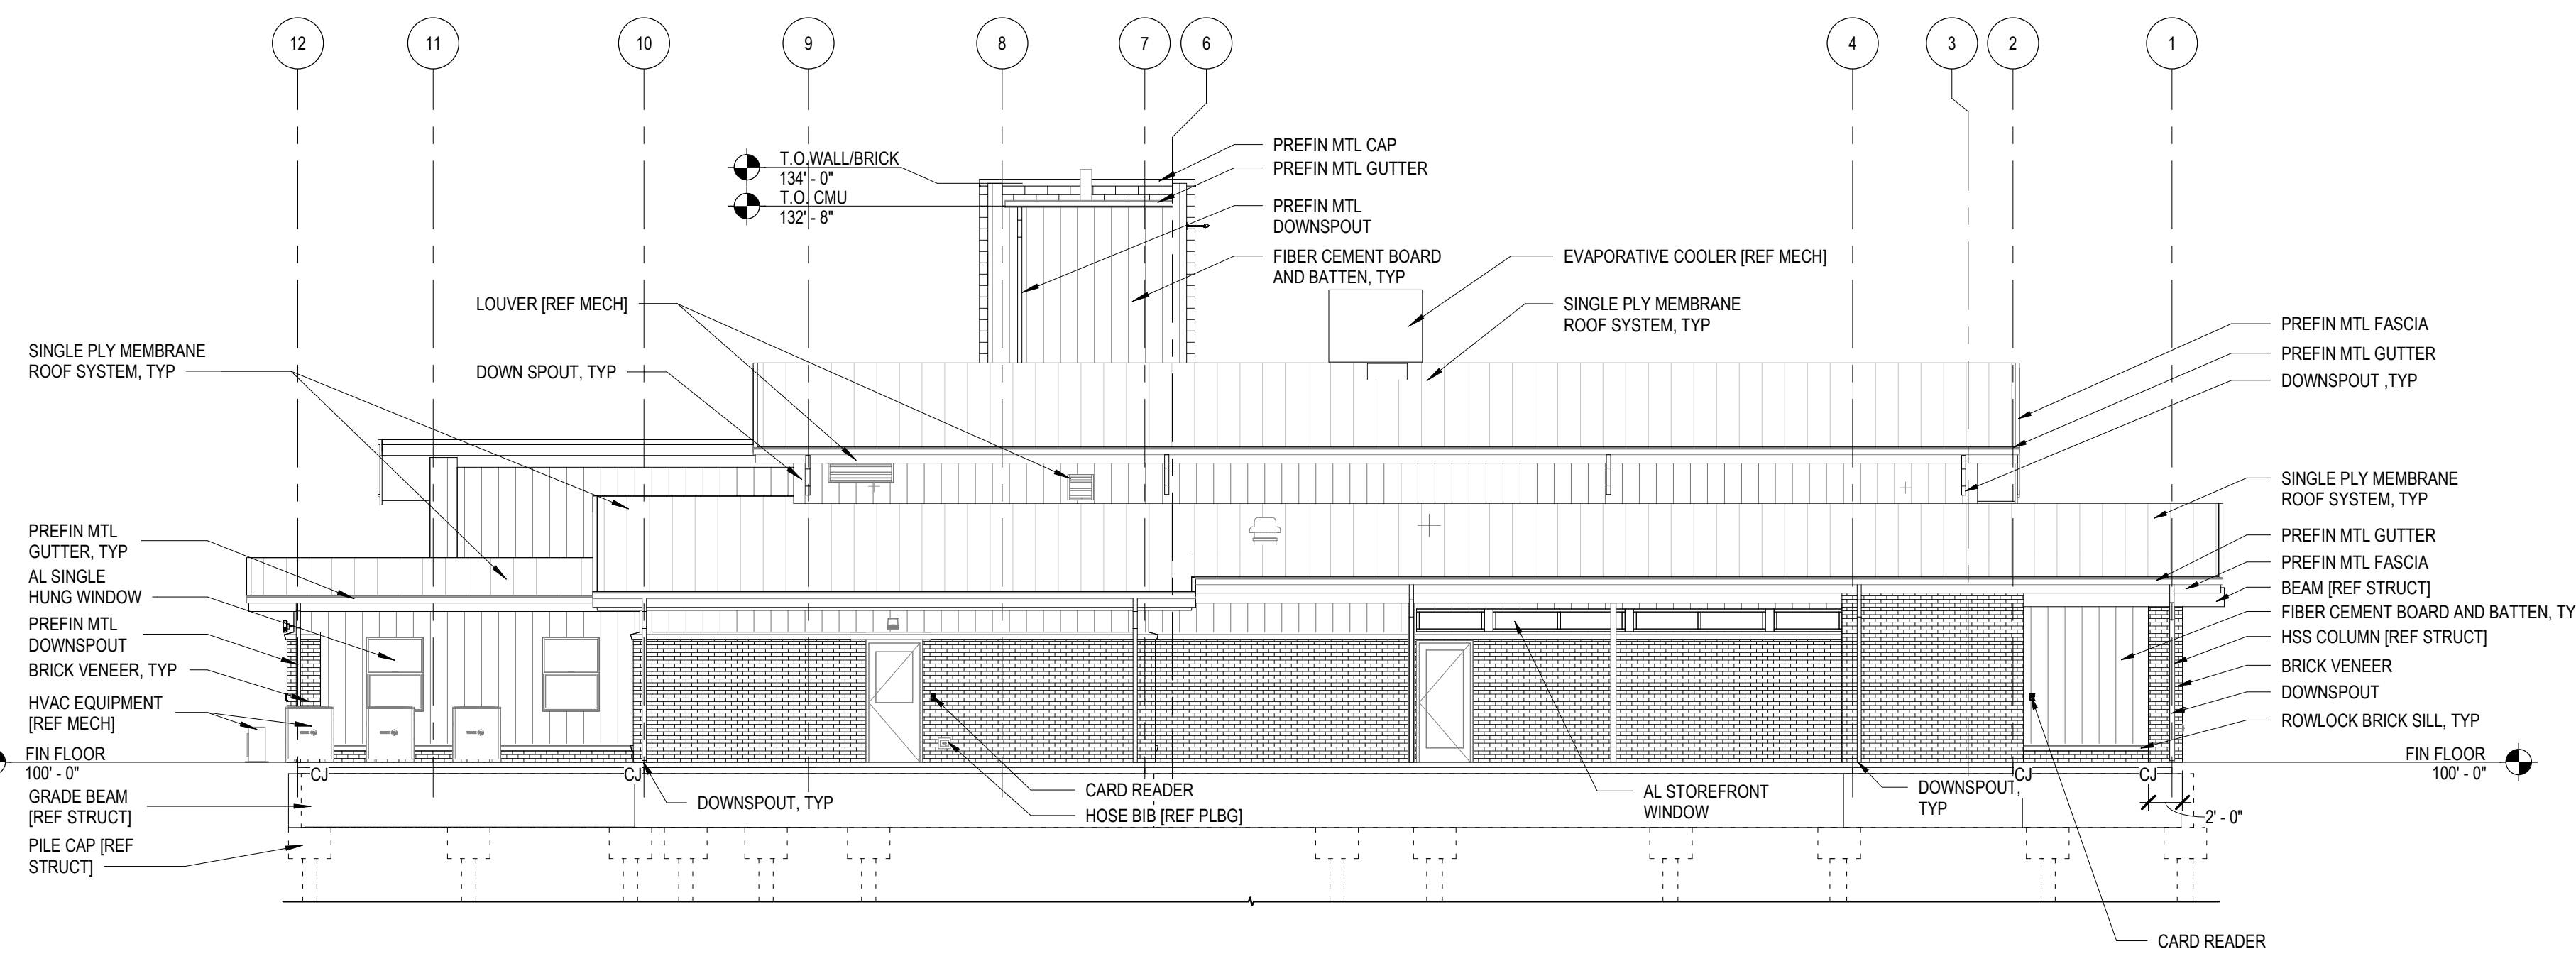 12
11
10
9
8
7
6
4
3
2
1
T.O.WALL/BRICK
134' - 0"
T.O. CMU
132' - 8"
PREFIN MTL CAP
PREFIN MTL GUTTER
PREFIN MTL
DOWNSPOUT
FIBER CEMENT BOARD
AND BATTEN, TYP
EVAPORATIVE COOLER [REF MECH]
SINGLE PLY MEMBRANE
ROOF SYSTEM, TYP
LOUVER [REF MECH]
DOWN SPOUT, TYP
SINGLE PLY MEMBRANE
ROOF SYSTEM, TYP
PREFIN MTL
GUTTER, TYP
AL SINGLE
HUNG WINDOW
PREFIN MTL
DOWNSPOUT
BRICK VENEER, TYP
HVAC EQUIPMENT
[REF MECH]
FIN FLOOR
100' - 0"
GRADE BEAM
[REF STRUCT]
PILE CAP [REF
STRUCT]
PREFIN MTL FASCIA
PREFIN MTL GUTTER
DOWNSPOUT ,TYP
SINGLE PLY MEMBRANE
ROOF SYSTEM, TYP
PREFIN MTL GUTTER
PREFIN MTL FASCIA
BEAM [REF STRUCT]
FIBER CEMENT BOARD AND BATTEN, TY
HSS COLUMN [REF STRUCT]
BRICK VENEER
DOWNSPOUT
ROWLOCK BRICK SILL, TYP
FIN FLOOR
100' - 0"
CJ
CJ
CJ
CJ
DOWNSPOUT, TYP
CARD READER
HOSE BIB [REF PLBG]
AL STOREFRONT
WINDOW
DOWNSPOUT,
TYP
2' - 0"
CARD READER